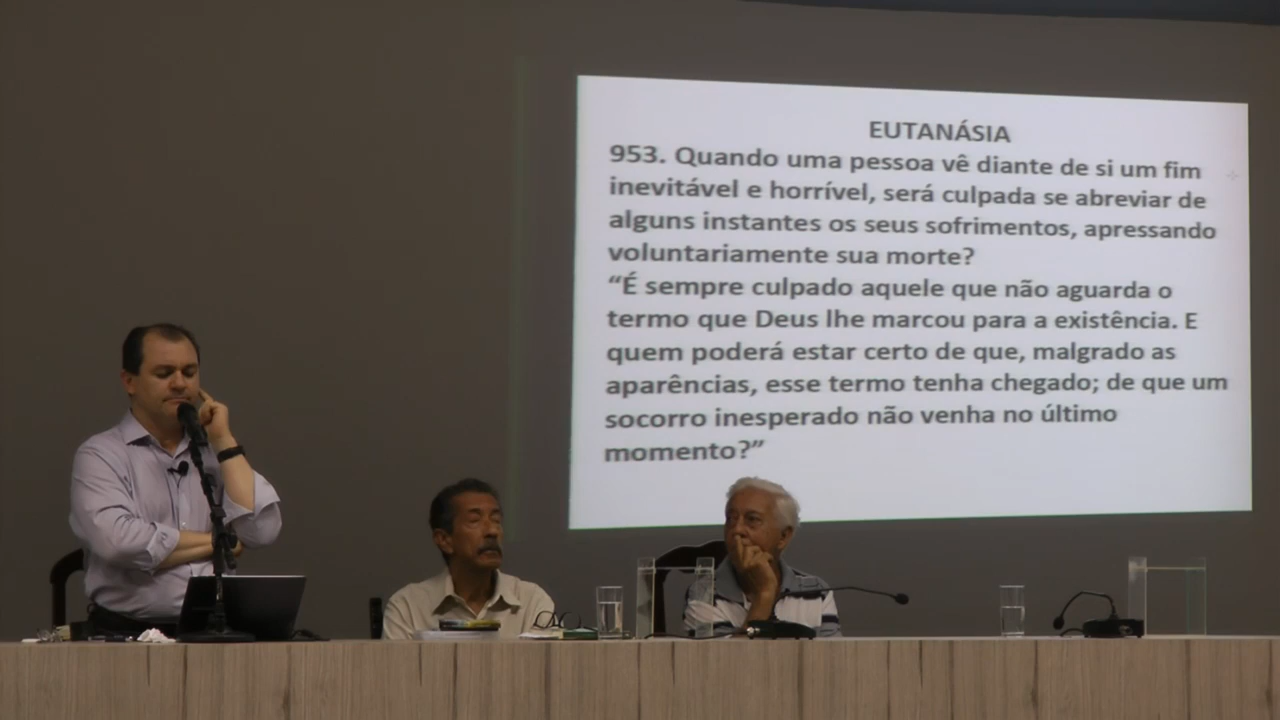 EUTANÁSIA
953. Quando uma pessoa vê diante de si um fim
inevitável e horrível, será culpada se abreviar de
alguns instantes os seus sofrimentos, apressando
voluntariamente sua morte?
“É sempre culpado aquele que não aguarda o
termo que Deus lhe marcou para a existência. E
quem poderá estar certo de que, malgrado as
aparências, esse termo tenha chegado; de que um
socorro inesperado não venha no último
momento?”